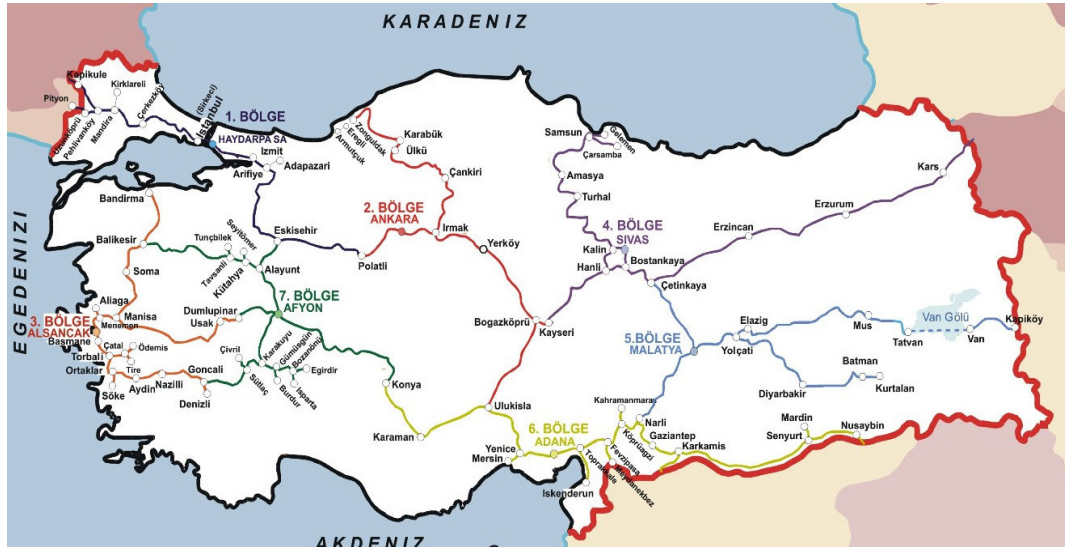 KARADENIZ
EGEDENIZI
AKDENIZ
Kapikule
Pityon
Uzunköprü
Pehlivanköy
Mandira
Kirklareli
Çerkezköy
Istanbul
(Sirkeci)
1. BÖLGE
HAYDARPASA
Izmit
Arifiye
Adapazari
Bandirma
Balikesir
Soma
Aliaga
Manisa
Menemen
3. BÖLGE
ALSANCAK
Basmane
Torbali
Çatal
Ödemis
Tire
Ortaklar
Söke
Aydin
Nazilli
Goncali
Denizli
Tunçbilek
Seyitömer
Tavsanli
Kütahya
Alayunt
Eskisehir
Dumlupinar
Usak
7. BÖLGE
AFYON
Çivril
Sütlaç
Karakuyu
Gümüsgün
Bozanönü
Egirdir
Isparta
Burdur
Konya
Karaman
Polatli
2. BÖLGE
ANKARA
Irmak
Çankiri
Ülkü
Karabük
Zonguldak
Eregli
Armutçuk
Yerköy
Bogazköprü
Kayseri
Ulukisla
Yenice
Mersin
6. BÖLGE
ADANA
Toprakkale
Iskenderun
Fevzipasa
Meydanekbez
Kahramanmaras
Köprüagzi
Narli
Gaziantep
Karkamis
Samsun
Gelemen
Çarsamba
Amasya
Turhal
4. BÖLGE
SIVAS
Kalin
Hanli
Bostankaya
Çetinkaya
Erzincan
Erzurum
Kars
5.BÖLGE
MALATYA
Elazig
Yolçati
Mus
Tatvan
Van Gölü
Van
Kapiköy
Diyarbakir
Batman
Kurtalan
Mardin
Senyurt
Nusaybin